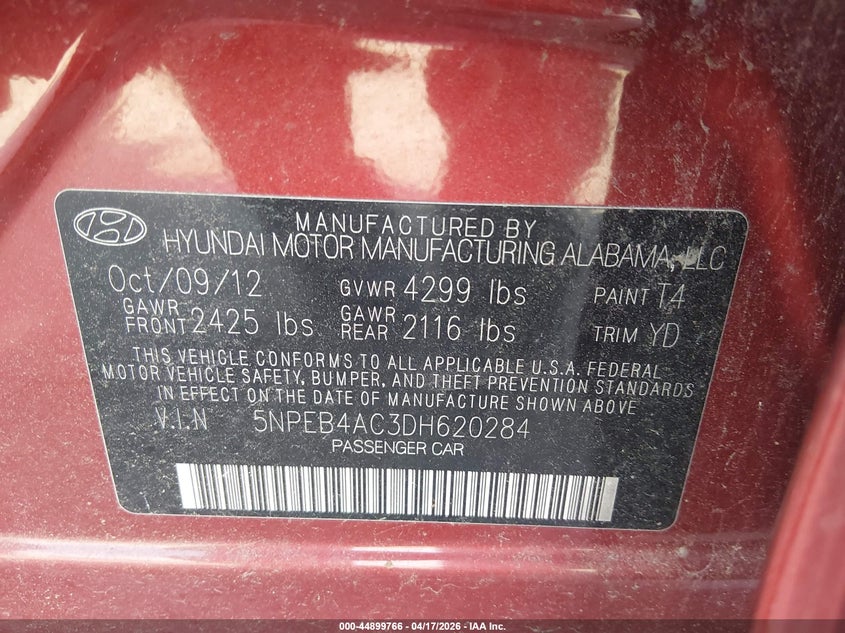 MANUFACTURED BY
HYUNDAI MOTOR MANUFACTURING ALABAMA, LLC
Oct/09/12 GVWR 4299 lbs PAINT T4
GAWR FRONT 2425 lbs GAWR REAR 2116 lbs TRIM YD
THIS VEHICLE CONFORMS TO ALL APPLICABLE U.S.A. FEDERAL
MOTOR VEHICLE SAFETY, BUMPER, AND THEFT PREVENTION STANDARDS
IN EFFECT ON THE DATE OF MANUFACTURE SHOWN ABOVE
V.I.N 5NPEB4AC3DH620284
PASSENGER CAR
000-44899766 - 04/17/2026 - IAA Inc.